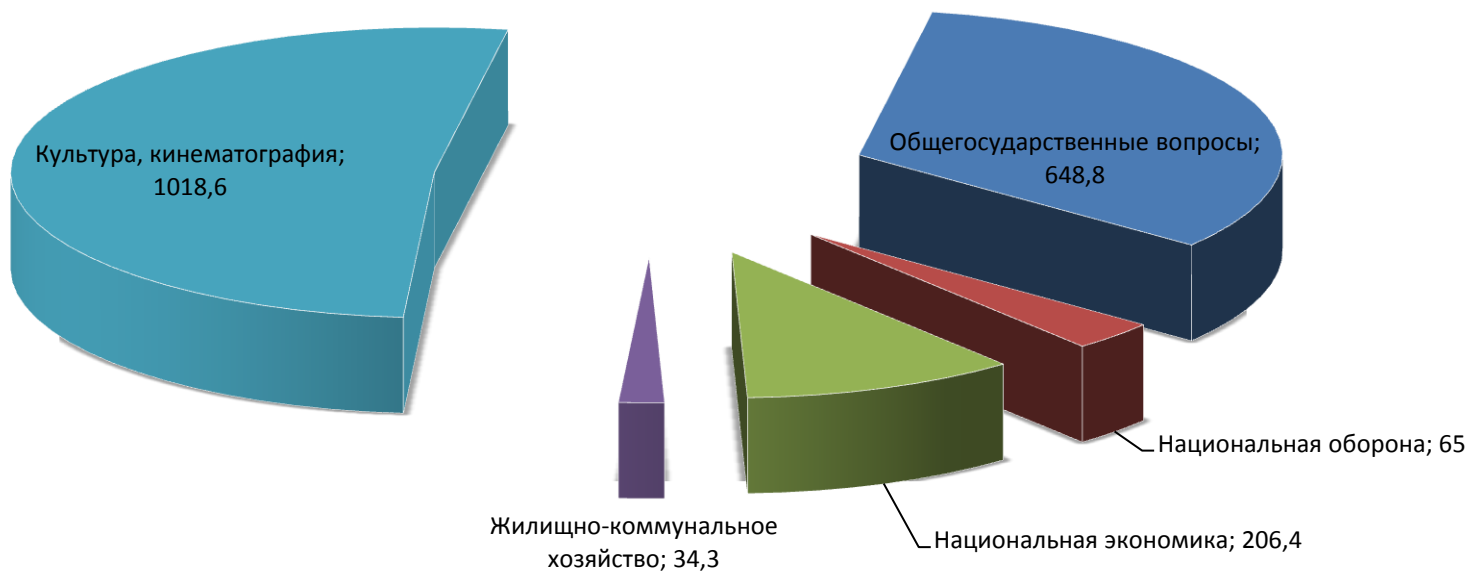 Культура, кинематография;
1018,6
Общегосударственные вопросы;
648,8
Национальная оборона; 65
Национальная экономика; 206,4
Жилищно-коммунальное
хозяйство; 34,3